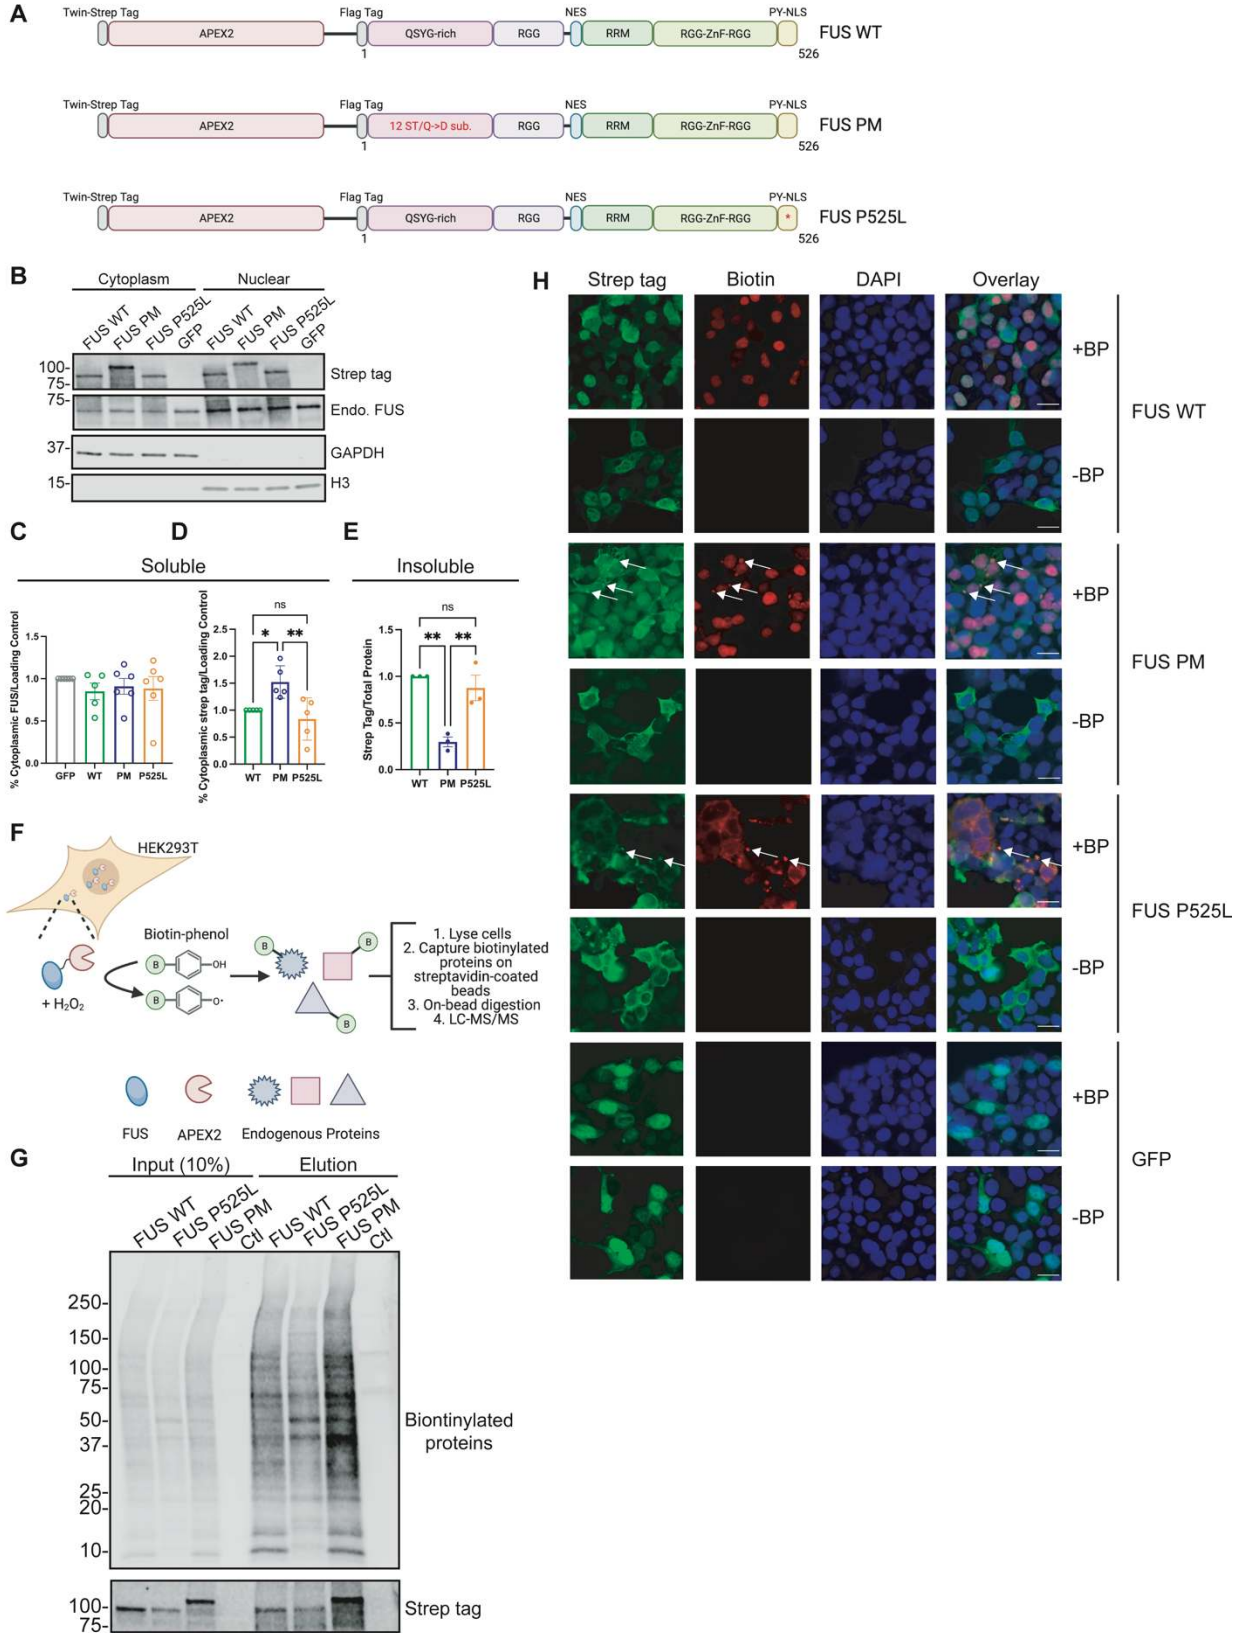 A
Twin-Strep Tag Flag Tag NES PY-NLS
APEX2 QSYG-rich RGG RRM RGG-ZnF-RGG FUS WT
1 526
Twin-Strep Tag Flag Tag NES PY-NLS
APEX2 12 ST/Q->D sub. RGG RRM RGG-ZnF-RGG FUS PM
1 526
Twin-Strep Tag Flag Tag NES PY-NLS
APEX2 QSYG-rich RGG RRM RGG-ZnF-RGG * FUS P525L
1 526
B
Cytoplasm Nuclear
FUS WT FUS PM FUS P525L GFP FUS WT FUS PM FUS P525L GFP
100-
75-
Strep tag
75-
Endo. FUS
37-
GAPDH
15-
H3
C D E
Soluble Insoluble
% Cytoplasmic FUS/Loading Control
1.5
1.0
0.5
0.0
GFP WT PM P525L
% Cytoplasmic strep tag/Loading Control
ns
* **
2.5
2.0
1.5
1.0
0.5
0.0
WT PM P525L
Strep Tag/Total Protein
ns
** **
1.5
1.0
0.5
0.0
WT PM P525L
F
HEK293T
Biotin-phenol
B OH
B O•
+ H₂O₂
B B B
1. Lyse cells
2. Capture biotinylated
proteins on
streptavidin-coated
beads
3. On-bead digestion
4. LC-MS/MS
FUS APEX2 Endogenous Proteins
G
Input (10%) Elution
FUS WT FUS P525L FUS PM Ctl FUS WT FUS P525L FUS PM Ctl
250-
150-
100-
75-
50-
37-
25-
20-
10-
Biontinylated
proteins
100-
75-
Strep tag
H
Strep tag Biotin DAPI Overlay
+BP
FUS WT
-BP
+BP
FUS PM
-BP
+BP
FUS P525L
-BP
+BP
GFP
-BP